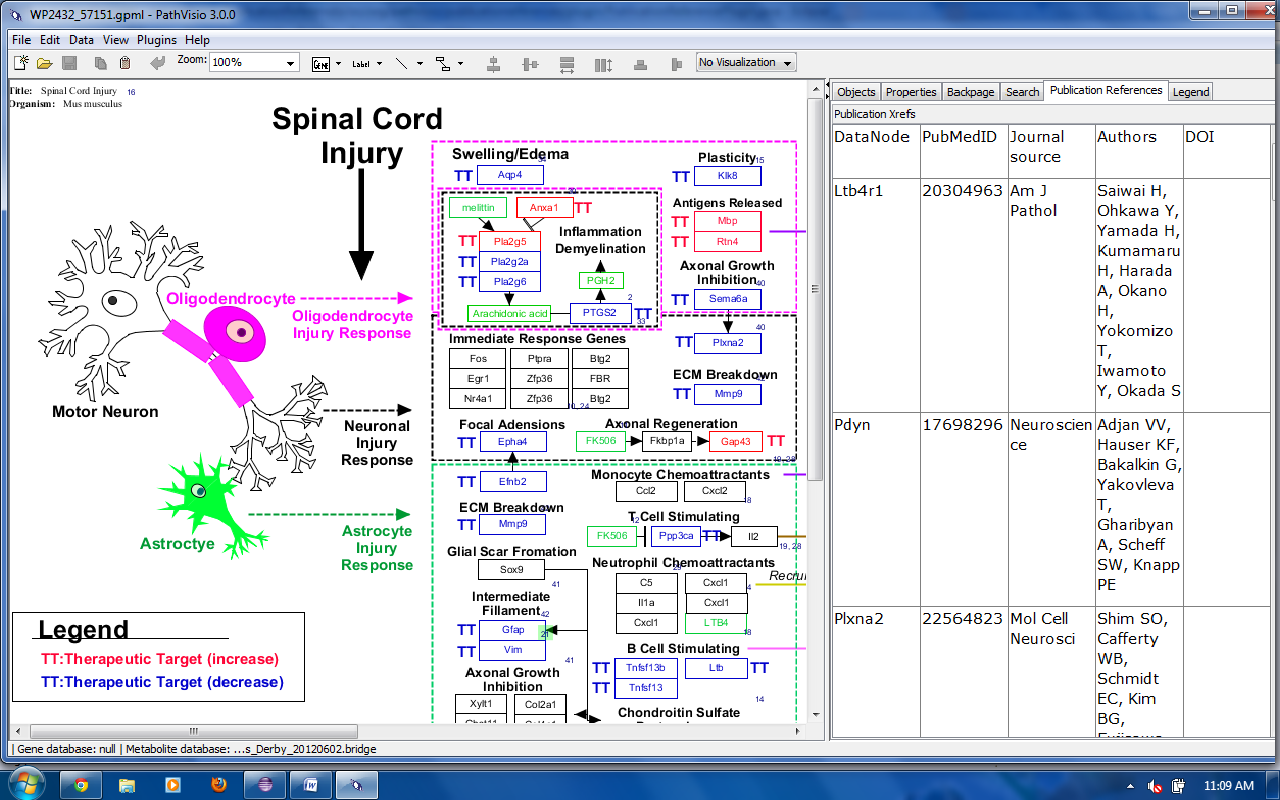 WP2432_57151.gpml - PathVisio 3.0.0
File Edit Data View Plugins Help
Zoom: 100% GENE Label No Visualization
Title: Spinal Cord Injury 16
Organism: Mus musculus
Spinal Cord
Injury
Swelling/Edema
TT Aqp4
melittin Anxa1 TT
TT Pla2g5
TT Pla2g2a
TT Pla2g6
Inflammation
Demyelination
PGH2
2
Arachidonic acid PTGS2 TT
33
Plasticity 15
TT Klk8
Antigens Released
TT Mbp
TT Rtn4
Axonal Growth
Inhibition 40
TT Sema6a
40
TT Plxna2
ECM Breakdown
TT Mmp9
Immediate Response Genes
Fos Ptpra Btg2
IEgr1 Zfp36 FBR
Nr4a1 Zfp36 Btg2
10, 24
Focal Adensions
TT Epha4
Axonal Regeneration
FK506 Fkbp1a Gap43 TT
TT Efnb2
Oligodendrocyte
Oligodendrocyte
Injury Response
Motor Neuron
Neuronal
Injury
Response
Astroctye
Astrocyte
Injury
Response
ECM Breakdown
TT Mmp9
Glial Scar Fromation
Sox9
41
Intermediate
Fillament
42
TT Gfap 21
TT Vim
41
Axonal Growth
Inhibition
Xylt1 Col2a1
Monocyte Chemoattractants
Ccl2 Cxcl2
18
T Cell Stimulating
12
FK506 Ppp3ca TT Il2
19, 28
Neutrophil Chemoattractants
C5 Cxcl1
4
Il1a Cxcl1
Cxcl1 LTB4
18
Recrui
B Cell Stimulating
TT Tnfsf13b Ltb TT
TT Tnfsf13
14
Chondroitin Sulfate
Legend
TT:Therapeutic Target (increase)
TT:Therapeutic Target (decrease)
Objects Properties Backpage Search Publication References Legend
Publication Xrefs
DataNode PubMedID Journal source Authors DOI
Ltb4r1 20304963 Am J Pathol
Saiwai H,
Ohkawa Y,
Yamada H,
Kumamaru
H, Harada
A, Okano
H,
Yokomizo
T,
Iwamoto
Y, Okada S
Pdyn 17698296 Neuroscien
ce
Adjan VV,
Hauser KF,
Bakalkin G,
Yakovleva
T,
Gharibyan
A, Scheff
SW, Knapp
PE
Plxna2 22564823 Mol Cell
Neurosci
Shim SO,
Cafferty
WB,
Schmidt
EC, Kim
BG,
Gene database: null | Metabolite database: ...s_Derby_20120602.bridge
11:09 AM